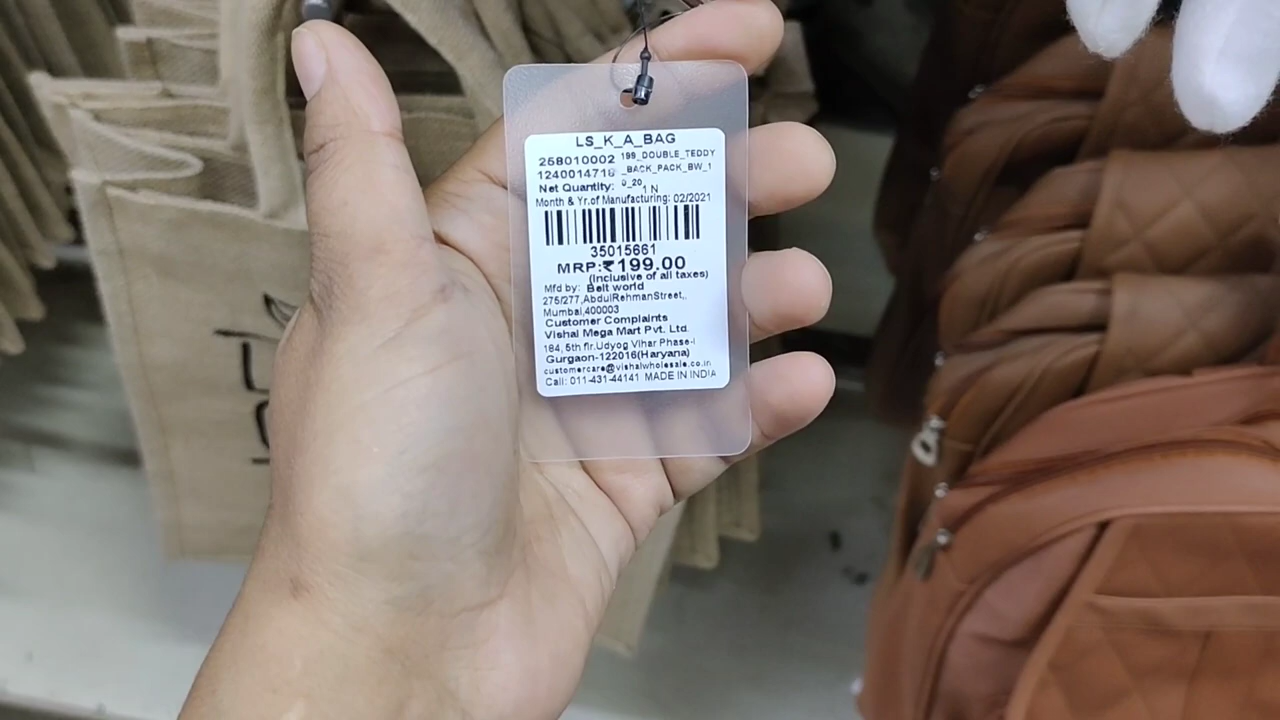 LS_K_A_BAG
258010002 199_DOUBLE_TEDDY
1240014718 _BACK_PACK_BW_1
Net Quantity: 0_20 1 N
Month & Yr.of Manufacturing: 02/2021
35015661
MRP:₹199.00
(Inclusive of all taxes)
Mfd by: Belt world
275/277,AbdulRehmanStreet,,
Mumbai,400003
Customer Complaints
Vishal Mega Mart Pvt. Ltd.
184, 5th flr.Udyog Vihar Phase-I
Gurgaon-122016(Haryana)
customercare@vishalwholesale.co.in
Call: 011-431-44141 MADE IN INDIA